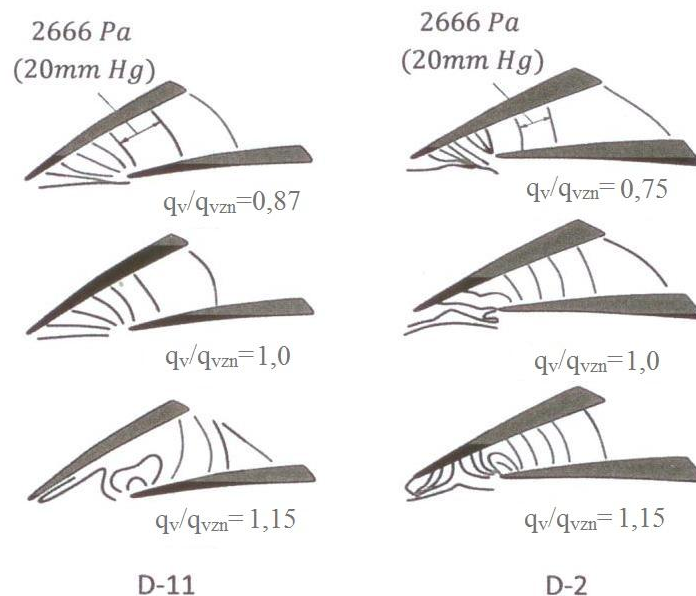 2666 Pa
(20mm Hg)
qv/qvzn=0,87
qv/qvzn=1,0
qv/qvzn= 1,15
D-11
2666 Pa
(20mm Hg)
qv/qvzn= 0,75
qv/qvzn=1,0
qv/qvzn= 1,15
D-2